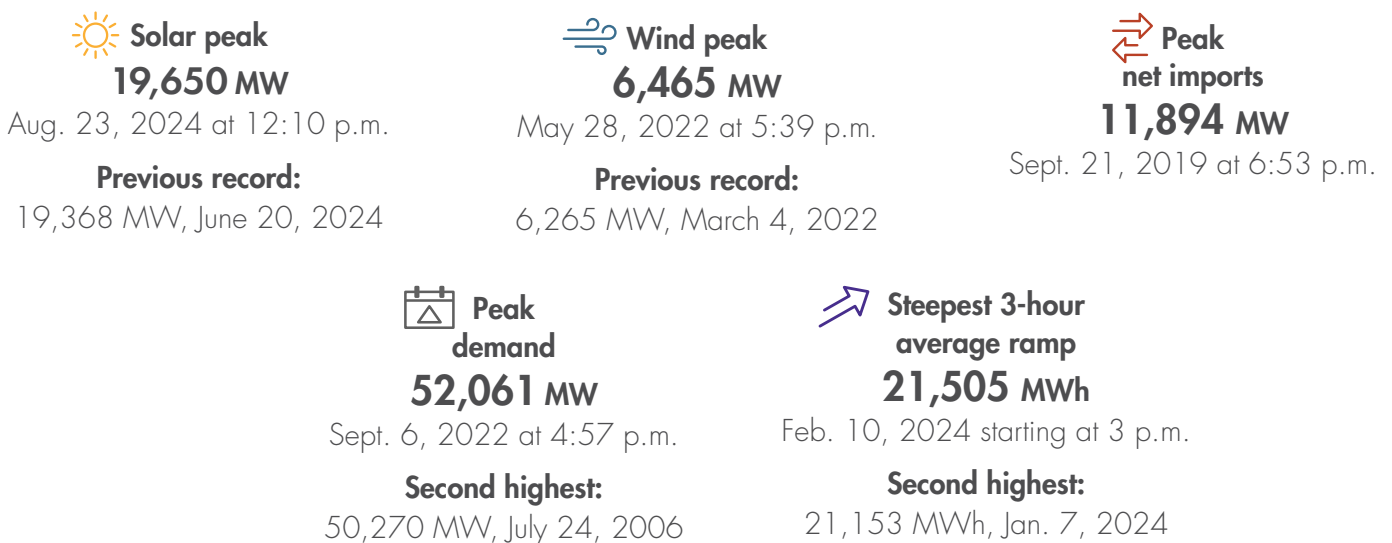 Solar peak
19,650 MW
Aug. 23, 2024 at 12:10 p.m.
Previous record:
19,368 MW, June 20, 2024
Wind peak
6,465 MW
May 28, 2022 at 5:39 p.m.
Previous record:
6,265 MW, March 4, 2022
Peak
net imports
11,894 MW
Sept. 21, 2019 at 6:53 p.m.
Peak
demand
52,061 MW
Sept. 6, 2022 at 4:57 p.m.
Second highest:
50,270 MW, July 24, 2006
Steepest 3-hour
average ramp
21,505 MWh
Feb. 10, 2024 starting at 3 p.m.
Second highest:
21,153 MWh, Jan. 7, 2024